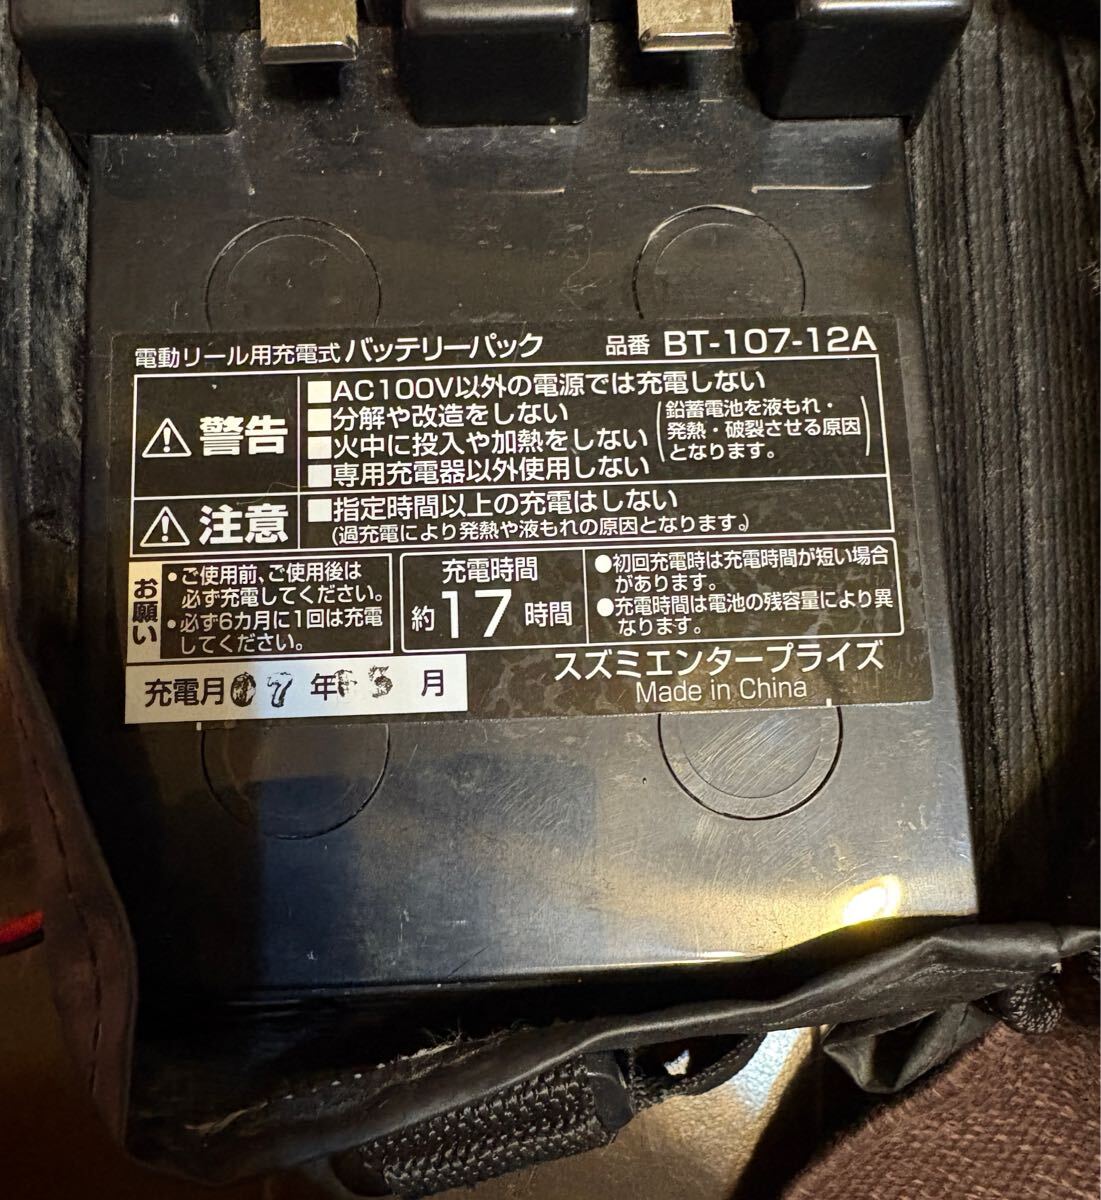 電動リール用充電式 バッテリーパック 品番 BT-107-12A
⚠警告
■AC100V以外の電源では充電しない
■分解や改造をしない
■火中に投入や加熱をしない
■専用充電器以外使用しない
(鉛蓄電池を液もれ・
発熱・破裂させる原因
となります。)
⚠注意
■指定時間以上の充電はしない
(過充電により発熱や液もれの原因となります。)
お願い
・ご使用前、ご使用後は
必ず充電してください。
・必ず6カ月に1回は充電
してください。
充電時間
約17時間
●初回充電時は充電時間が短い場合
があります。
●充電時間は電池の残容量により異
なります。
充電月 07年 5月
スズミエンタープライズ
Made in China